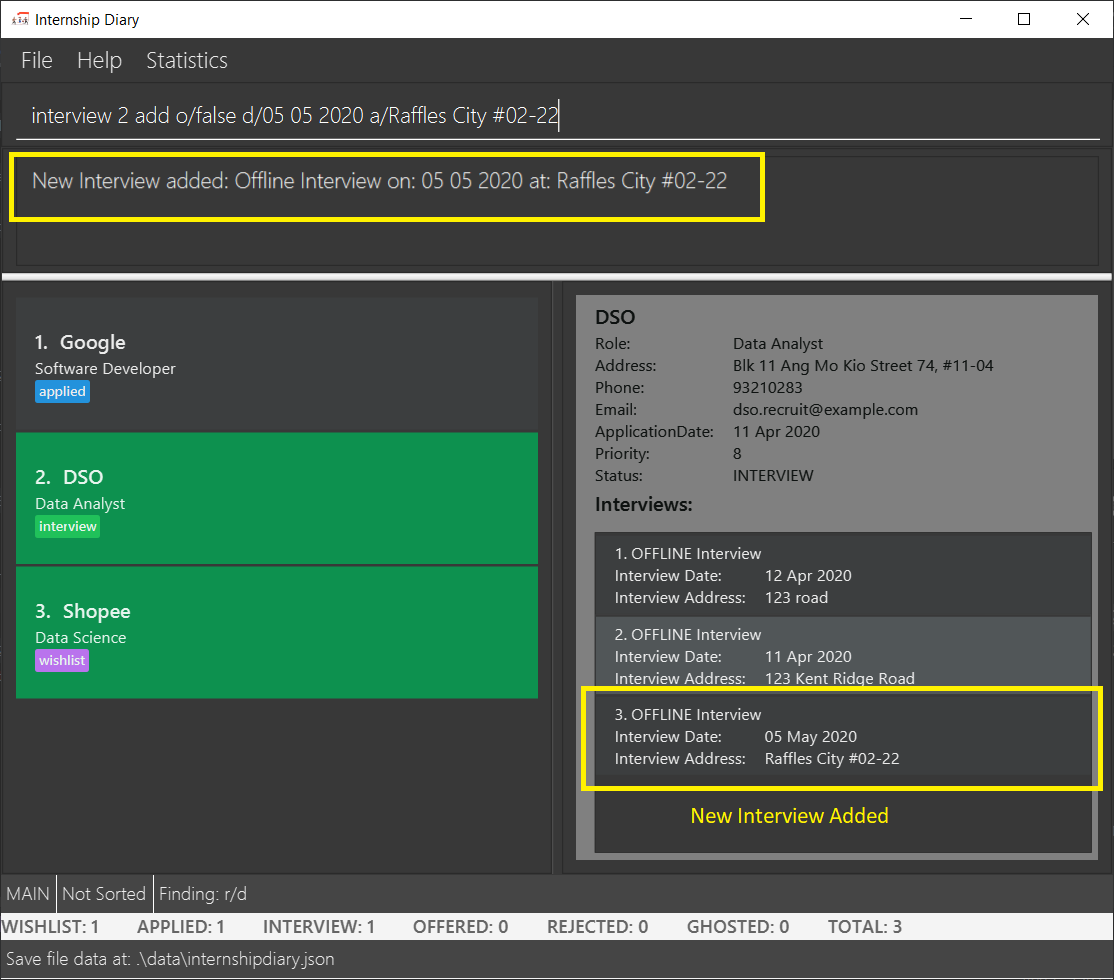 Internship Diary
File Help Statistics
interview 2 add o/false d/05 05 2020 a/Raffles City #02-22
New Interview added: Offline Interview on: 05 05 2020 at: Raffles City #02-22
1. Google
Software Developer
applied
2. DSO
Data Analyst
interview
3. Shopee
Data Science
wishlist
DSO
Role: Data Analyst
Address: Blk 11 Ang Mo Kio Street 74, #11-04
Phone: 93210283
Email: dso.recruit@example.com
ApplicationDate: 11 Apr 2020
Priority: 8
Status: INTERVIEW
Interviews:
1. OFFLINE Interview
Interview Date: 12 Apr 2020
Interview Address: 123 road
2. OFFLINE Interview
Interview Date: 11 Apr 2020
Interview Address: 123 Kent Ridge Road
3. OFFLINE Interview
Interview Date: 05 May 2020
Interview Address: Raffles City #02-22
New Interview Added
MAIN Not Sorted Finding: r/d
WISHLIST: 1 APPLIED: 1 INTERVIEW: 1 OFFERED: 0 REJECTED: 0 GHOSTED: 0 TOTAL: 3
Save file data at: .\data\internshipdiary.json